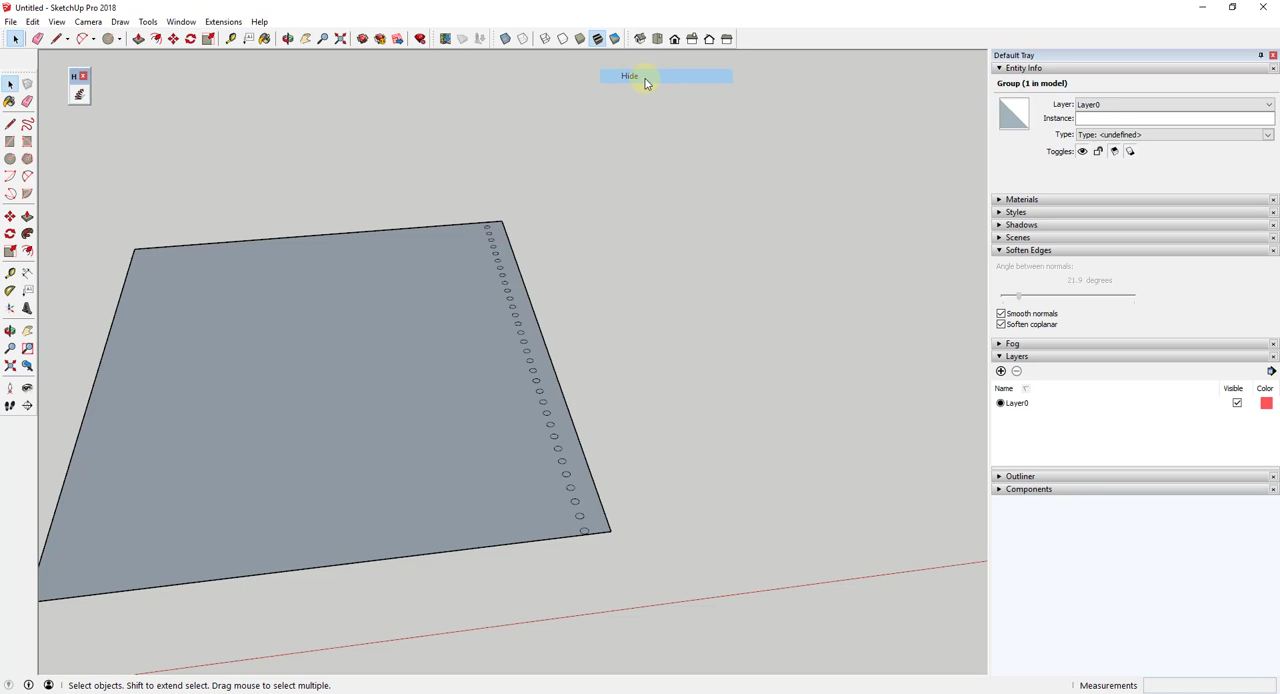 Untitled - SketchUp Pro 2018
File Edit View Camera Draw Tools Window Extensions Help
H
Hide
Default Tray
Entity Info
Group (1 in model)
Layer: Layer0
Instance:
Type: Type: <undefined>
Toggles:
Materials
Styles
Shadows
Scenes
Soften Edges
Angle between normals:
21.9 degrees
Smooth normals
Soften coplanar
Fog
Layers
Name Visible Color
Layer0
Outliner
Components
Select objects. Shift to extend select. Drag mouse to select multiple.
Measurements